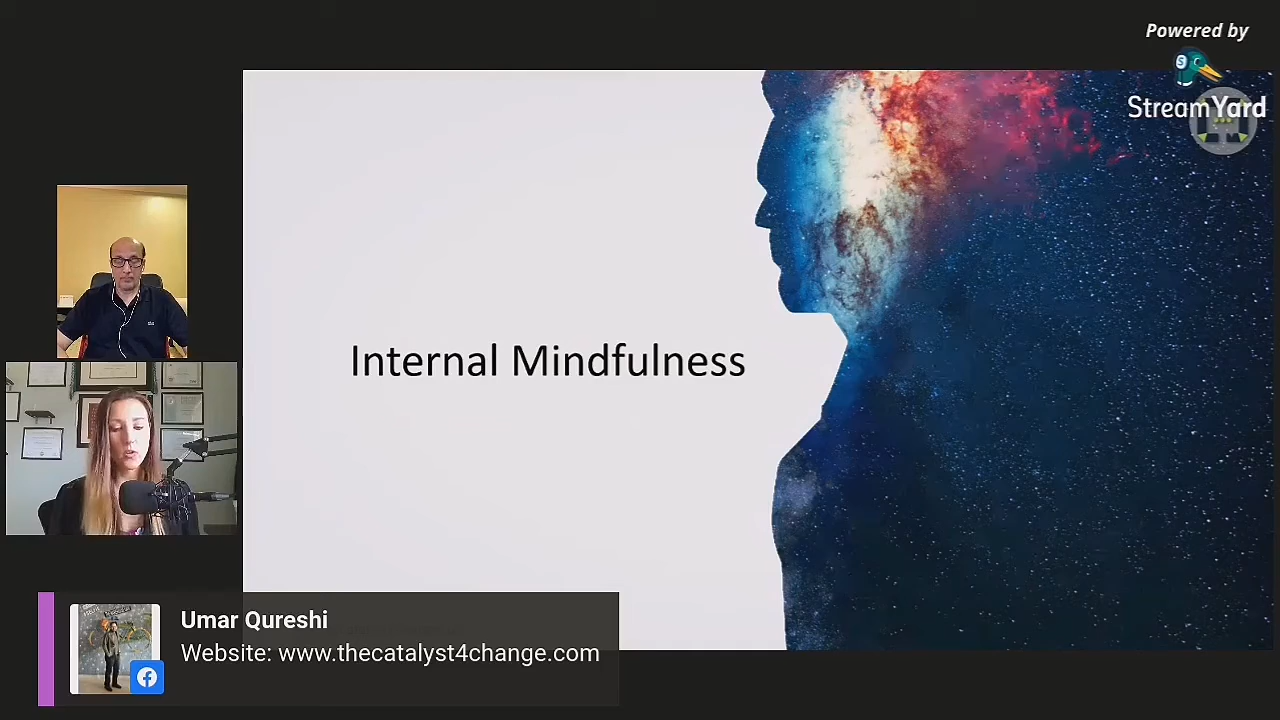 Powered by
StreamYard
Internal Mindfulness
Umar Qureshi
Website: www.thecatalyst4change.com